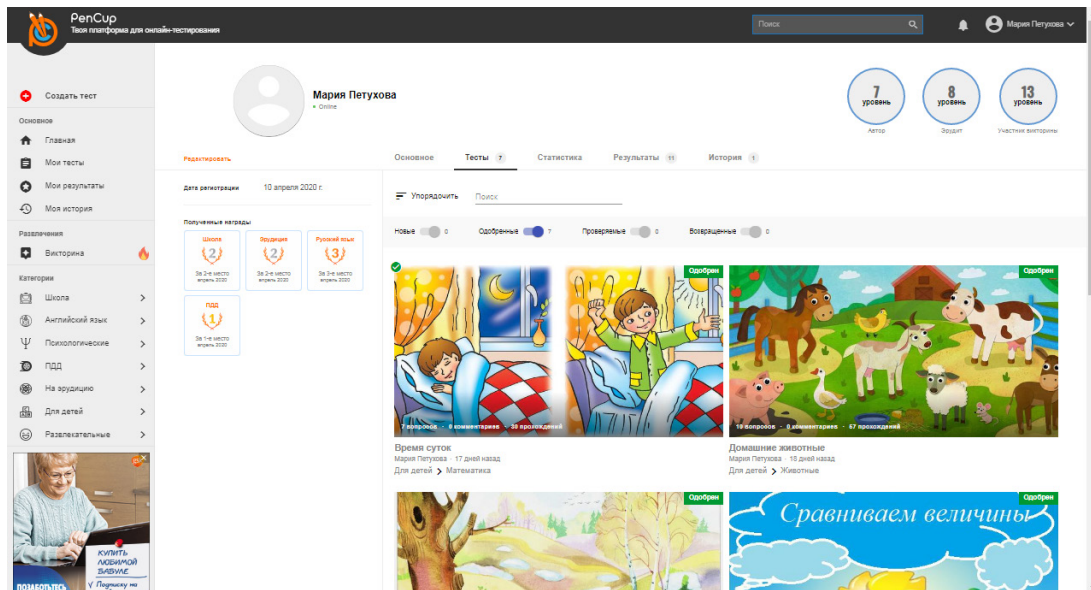 PenCup
Твоя платформа для онлайн-тестирования
Поиск
Мария Петухова
Создать тест
Основное
Главная
Мои тесты
Мои результаты
Моя история
Развлечения
Викторина
Категории
Школа
Английский язык
Психологические
ПДД
На эрудицию
Для детей
Развлекательные
КУПИТЬ
ЛЮБИМОЙ
БАБУЛЕ
Подписку на
ПОЗАБОТЬТЕСЬ
Мария Петухова
Online
7
уровень
Автор
8
уровень
Эрудит
13
уровень
Участник викторины
Редактировать
Основное
Тесты 7
Статистика
Результаты 11
История 1
Дата регистрации 10 апреля 2020 г.
Полученные награды
Школа
2
За 2-е место
апрель 2020
Эрудиция
2
За 2-е место
апрель 2020
Русский язык
3
За 3-е место
апрель 2020
ПДД
1
За 1-е место
апрель 2020
Упорядочить
Поиск
Новые 0
Одобренные 7
Проверяемые 0
Возвращенные 0
Одобрен
7 вопросов - 0 комментариев - 30 прохождений
Время суток
Мария Петухова · 17 дней назад
Для детей > Математика
Одобрен
10 вопросов - 0 комментариев - 57 прохождений
Домашние животные
Мария Петухова · 18 дней назад
Для детей > Животные
Одобрен
Одобрен
Сравниваем величины